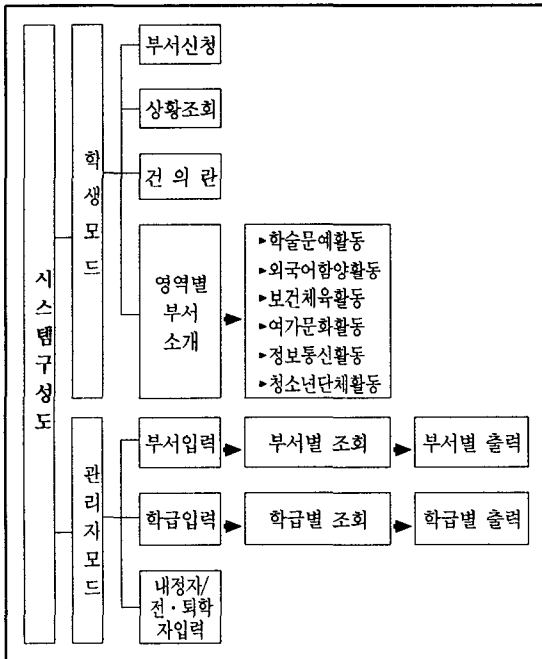 시스템구성도
학생모드
부서신청
상황조회
건 의 란
영역별
부서
소개
▸학술문예활동
▸외국어함양활동
▸보건체육활동
▸여가문화활동
▸정보통신활동
▸청소년단체활동
관리자모드
부서입력
부서별 조회
부서별 출력
학급입력
학급별 조회
학급별 출력
내정자/
전·퇴학
자입력